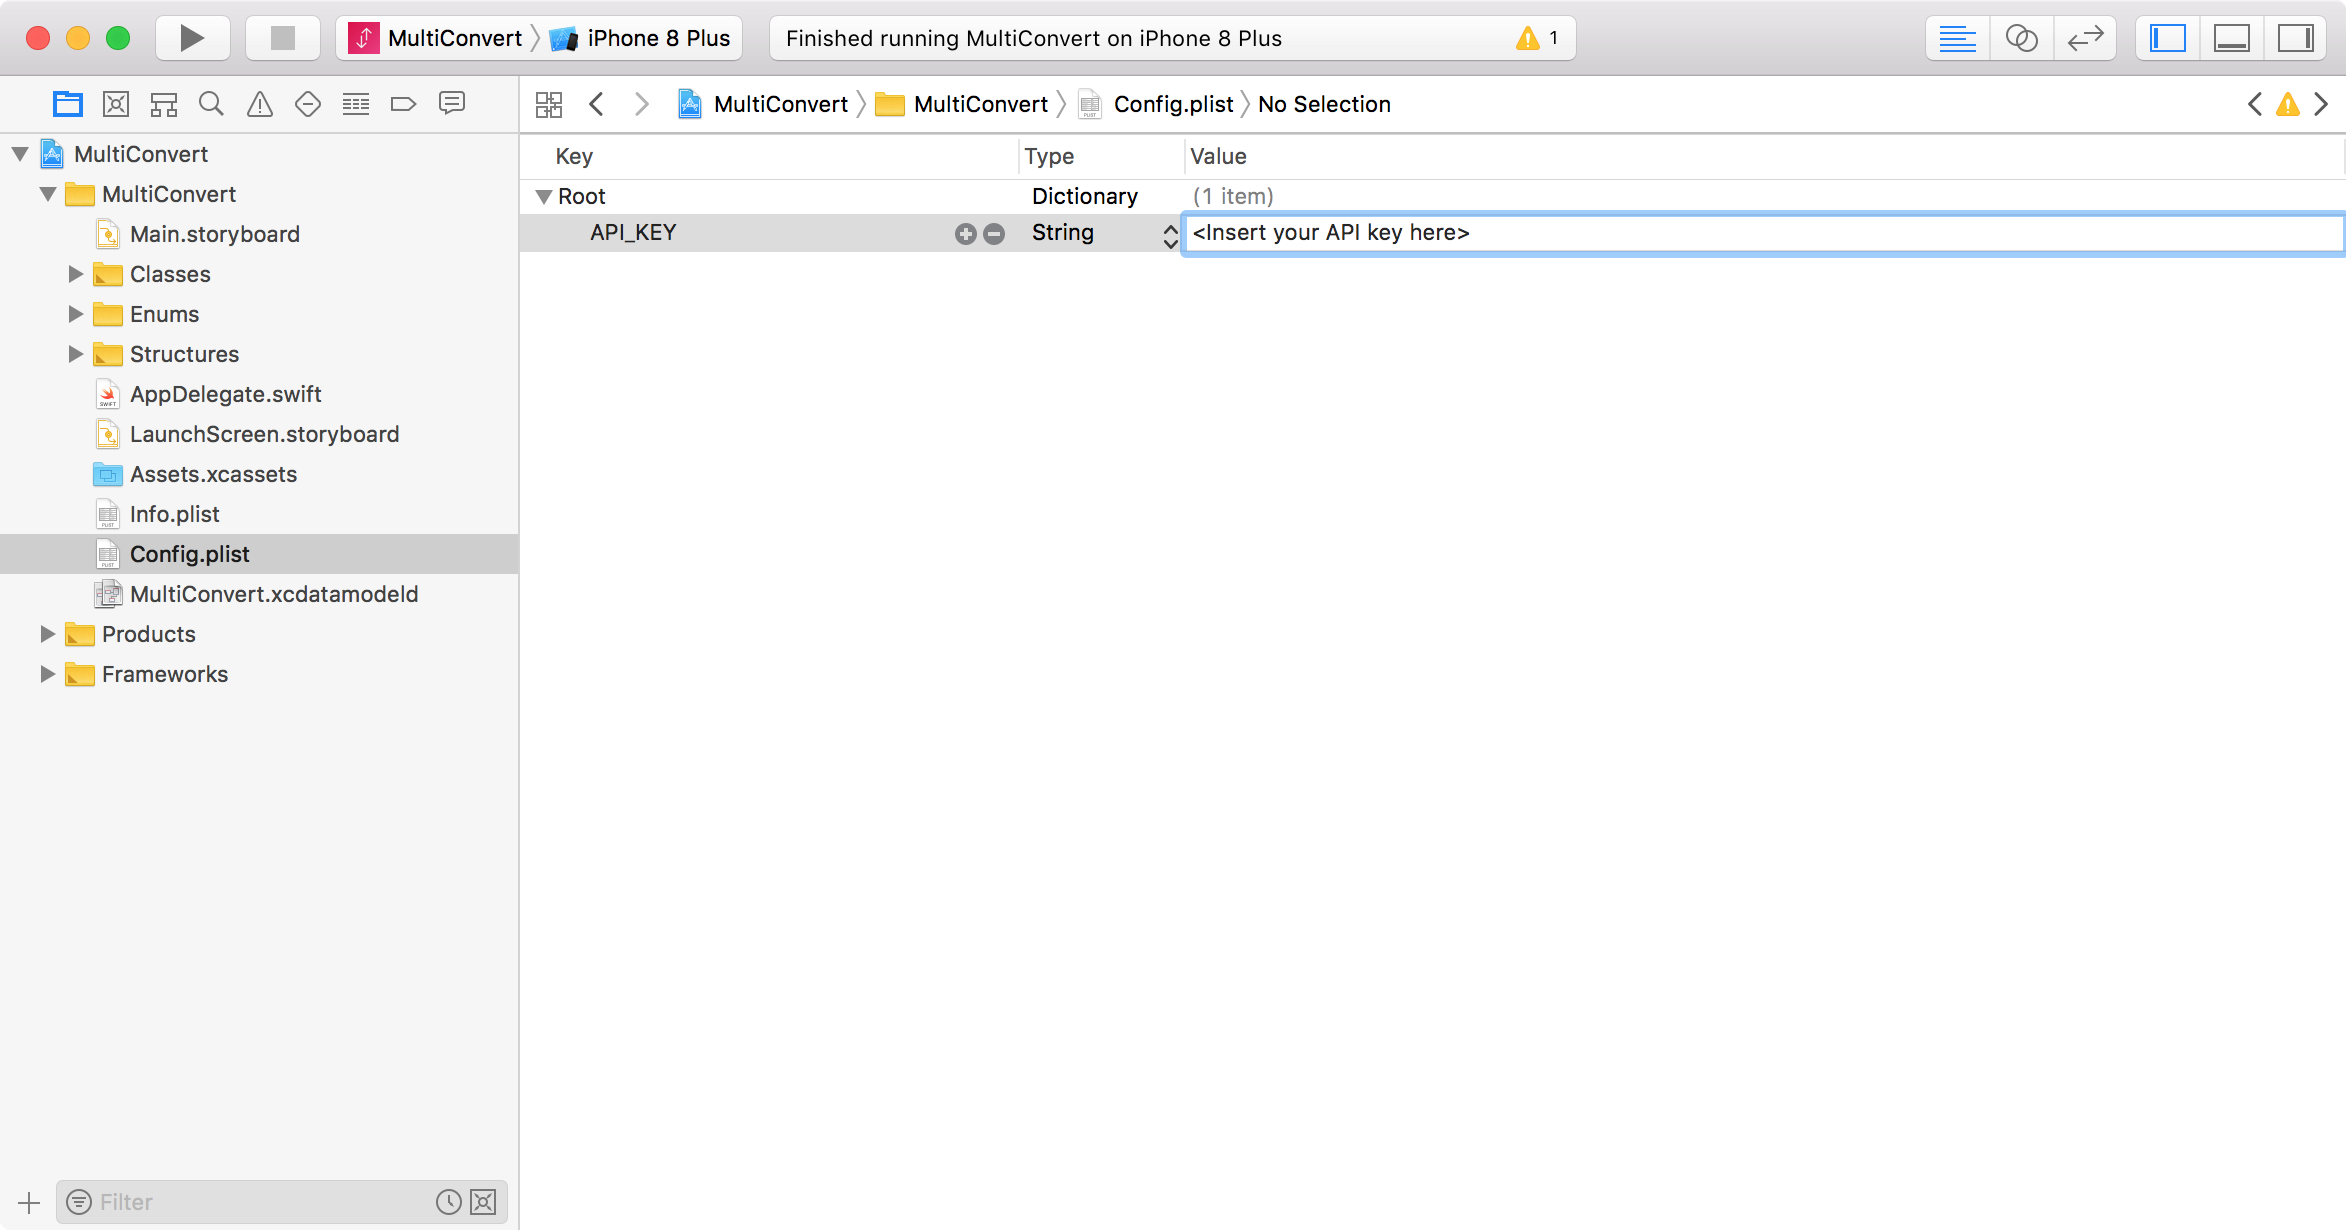 MultiConvert iPhone 8 Plus Finished running MultiConvert on iPhone 8 Plus 1
MultiConvert MultiConvert Config.plist No Selection
MultiConvert
MultiConvert
Main.storyboard
Classes
Enums
Structures
AppDelegate.swift
LaunchScreen.storyboard
Assets.xcassets
Info.plist
Config.plist
MultiConvert.xcdatamodeld
Products
Frameworks
Filter
Key Type Value
Root Dictionary (1 item)
API_KEY String <Insert your API key here>